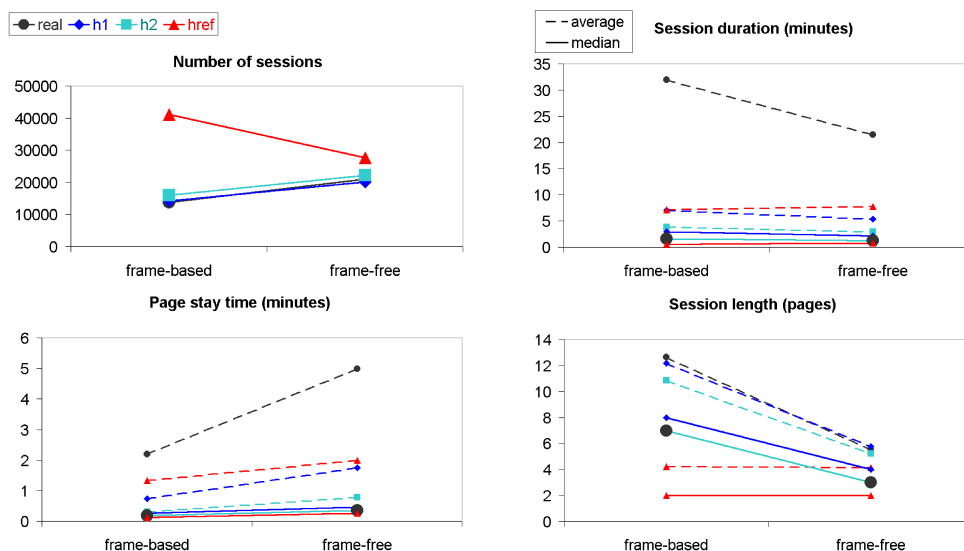 real h1 h2 href
Number of sessions
50000
40000
30000
20000
10000
0
frame-based frame-free
average
median
Session duration (minutes)
35
30
25
20
15
10
5
0
frame-based frame-free
Page stay time (minutes)
6
5
4
3
2
1
0
frame-based frame-free
Session length (pages)
14
12
10
8
6
4
2
0
frame-based frame-free